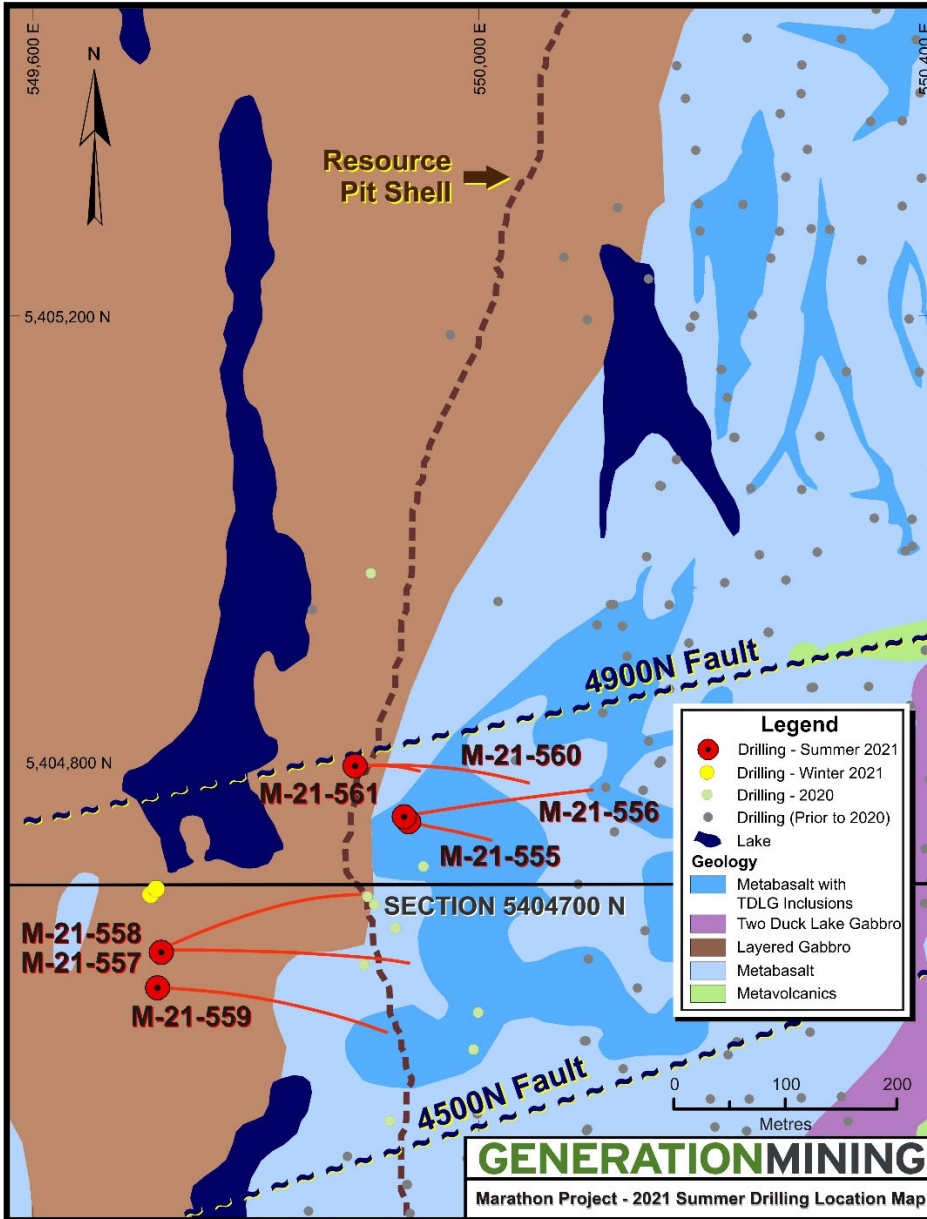 549,600 E
550,000 E
550,400 E
N
Resource
Pit Shell
5,405,200 N
4900N Fault
5,404,800 N
M-21-560
M-21-561
M-21-556
M-21-555
SECTION 5404700 N
M-21-558
M-21-557
M-21-559
4500N Fault
Legend
Drilling - Summer 2021
Drilling - Winter 2021
Drilling - 2020
Drilling (Prior to 2020)
Lake
Geology
Metabasalt with
TDLG Inclusions
Two Duck Lake Gabbro
Layered Gabbro
Metabasalt
Metavolcanics
0 100 200
Metres
GENERATIONMINING
Marathon Project - 2021 Summer Drilling Location Map